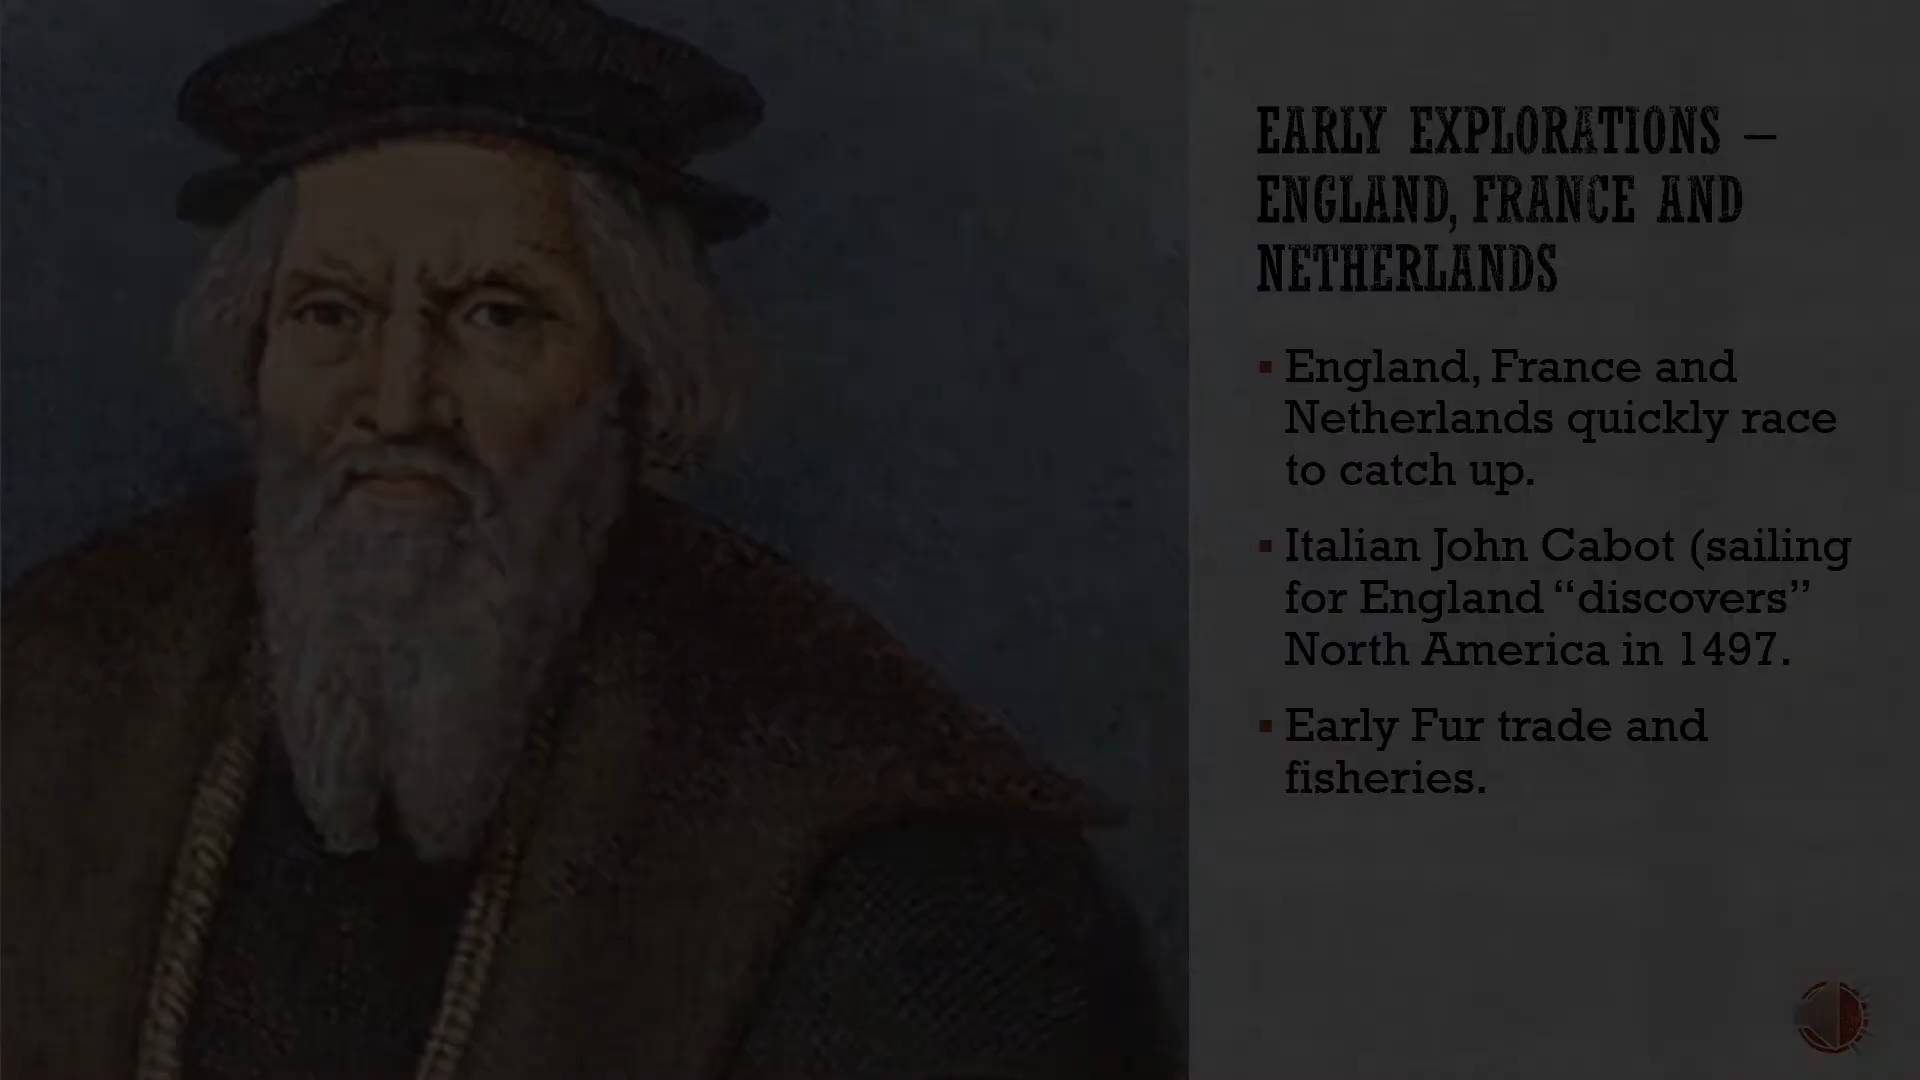 EARLY EXPLORATIONS –
ENGLAND, FRANCE AND
NETHERLANDS
▪ England, France and
Netherlands quickly race
to catch up.
▪ Italian John Cabot (sailing
for England “discovers”
North America in 1497.
▪ Early Fur trade and
fisheries.